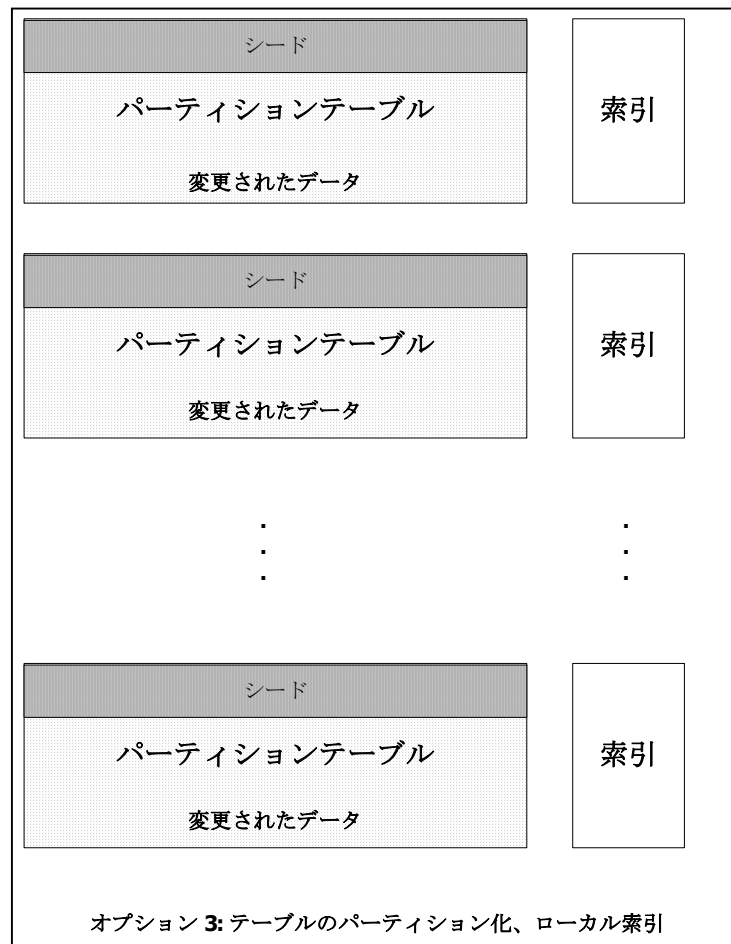 シード
パーティションテーブル
索引
変更されたデータ
シード
パーティションテーブル
索引
変更されたデータ
シード
パーティションテーブル
索引
変更されたデータ
オプション 3: テーブルのパーティション化、ローカル索引